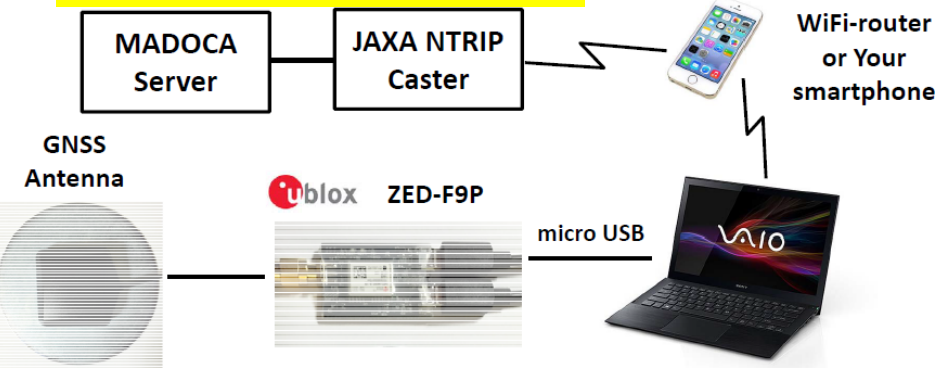 MADOCA
Server
JAXA NTRIP
Caster
WiFi-router
or Your
smartphone
GNSS
Antenna
ublox
ZED-F9P
micro USB
VAIO